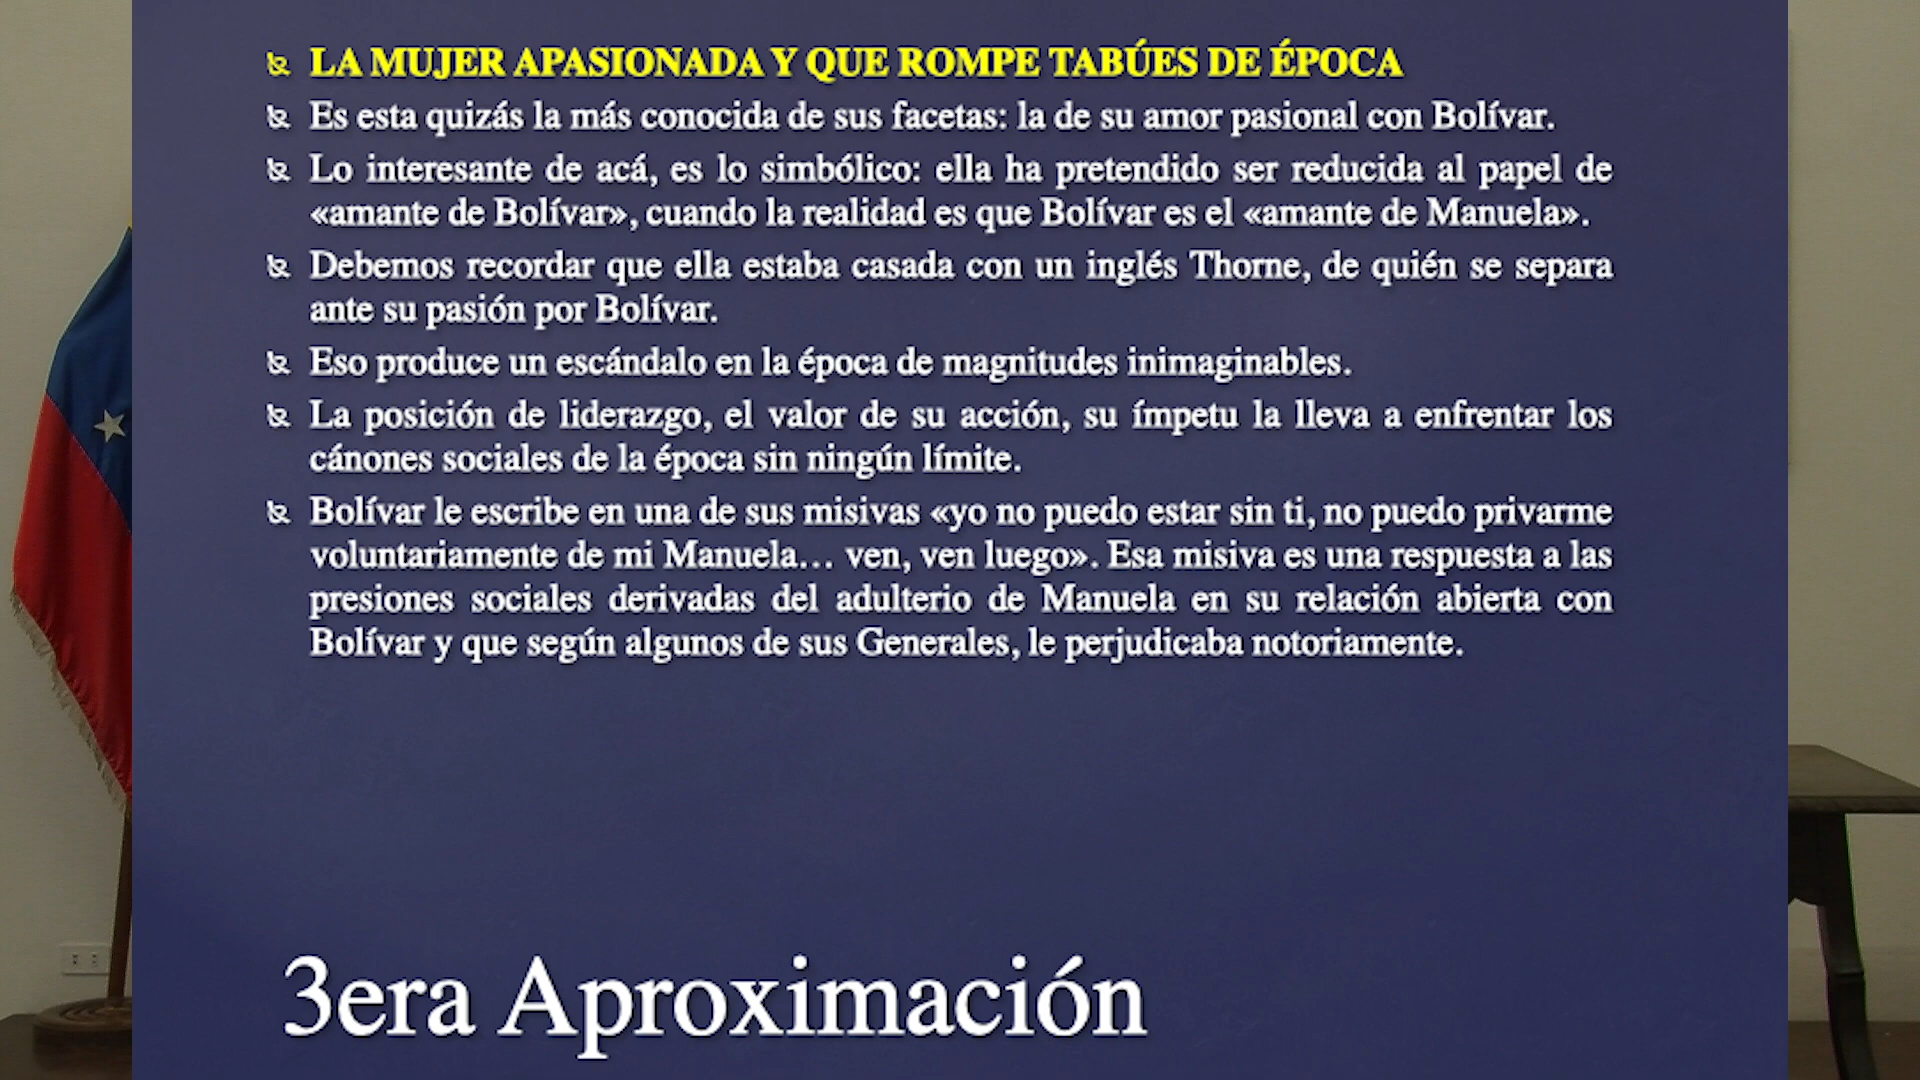 LA MUJER APASIONADA Y QUE ROMPE TABÚES DE ÉPOCA
Es esta quizás la más conocida de sus facetas: la de su amor pasional con Bolívar.
Lo interesante de acá, es lo simbólico: ella ha pretendido ser reducida al papel de
«amante de Bolívar», cuando la realidad es que Bolívar es el «amante de Manuela».
Debemos recordar que ella estaba casada con un inglés Thorne, de quién se separa
ante su pasión por Bolívar.
Eso produce un escándalo en la época de magnitudes inimaginables.
La posición de liderazgo, el valor de su acción, su ímpetu la lleva a enfrentar los
cánones sociales de la época sin ningún límite.
Bolívar le escribe en una de sus misivas «yo no puedo estar sin ti, no puedo privarme
voluntariamente de mi Manuela… ven, ven luego». Esa misiva es una respuesta a las
presiones sociales derivadas del adulterio de Manuela en su relación abierta con
Bolívar y que según algunos de sus Generales, le perjudicaba notoriamente.
3era Aproximación